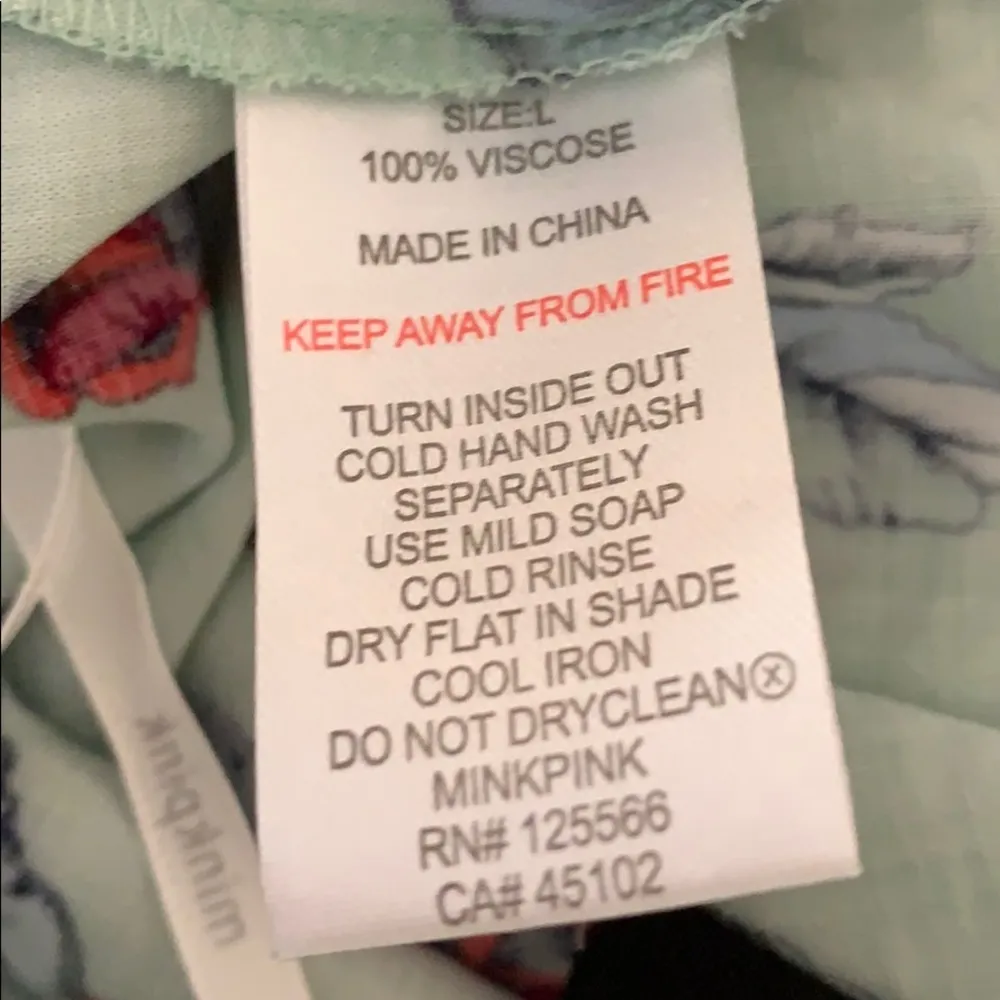 SIZE:L
100% VISCOSE
MADE IN CHINA
KEEP AWAY FROM FIRE
TURN INSIDE OUT
COLD HAND WASH
SEPARATELY
USE MILD SOAP
COLD RINSE
DRY FLAT IN SHADE
COOL IRON
DO NOT DRYCLEANⓍ
MINKPINK
RN# 125566
CA# 45102
minkpink